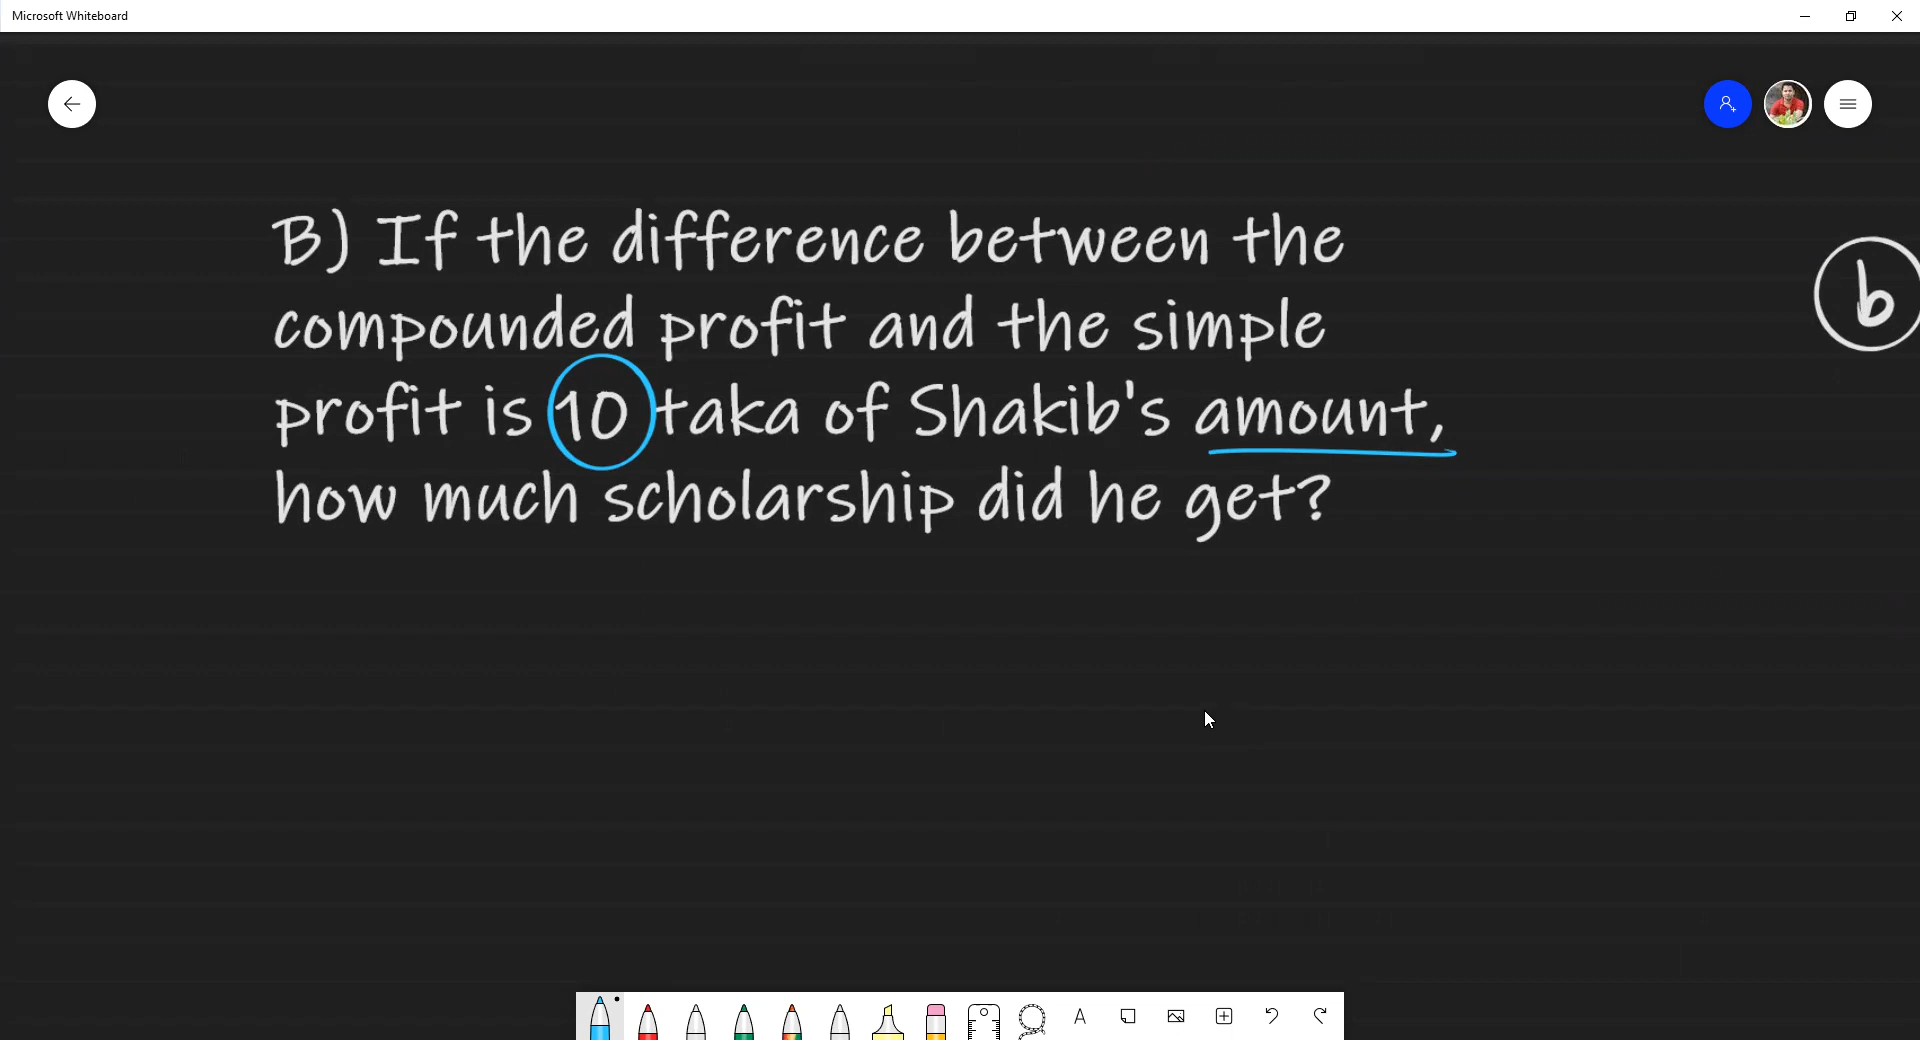 Microsoft Whiteboard
B) If the difference between the
compounded profit and the simple
profit is 10 taka of Shakib's amount,
how much scholarship did he get?
b
A